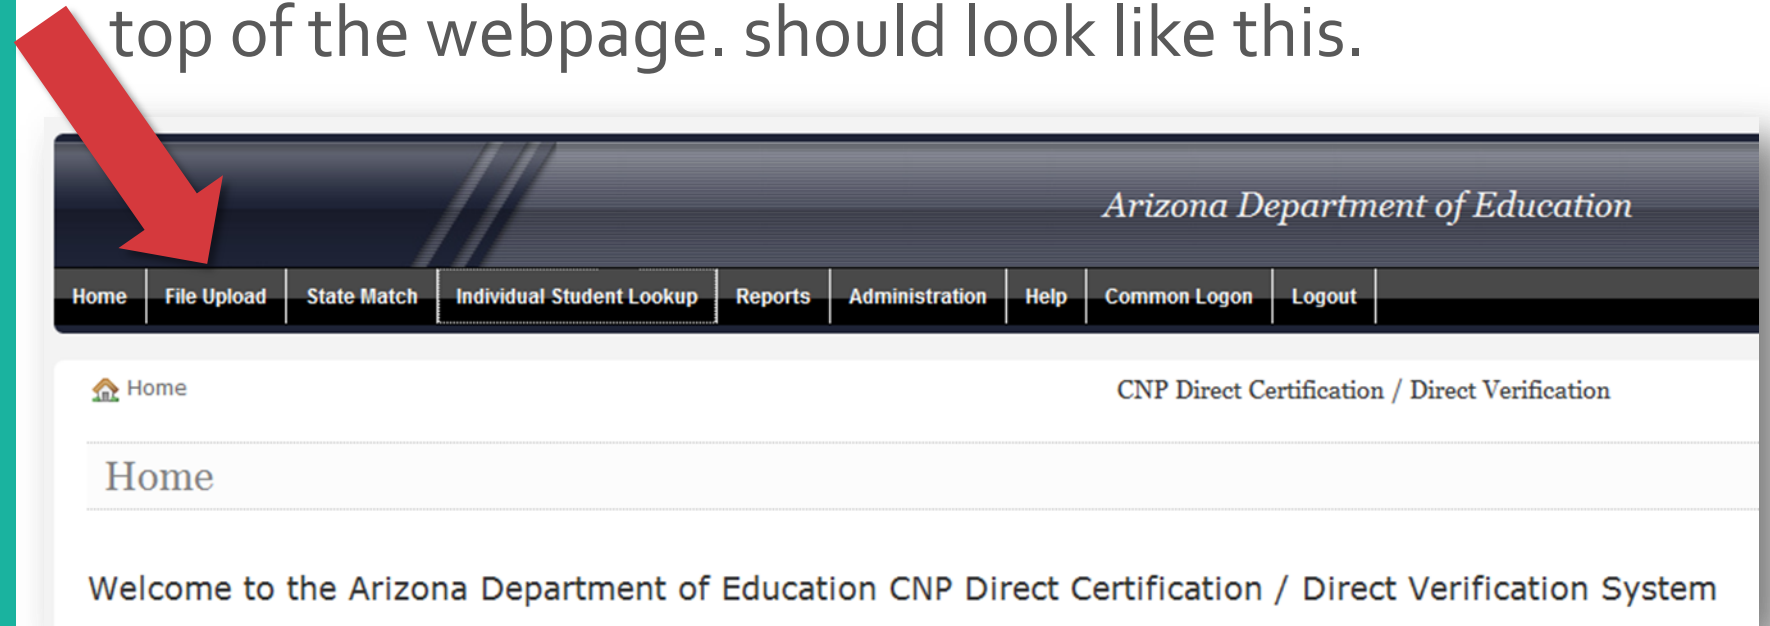 top of the webpage. should look like this.
Arizona Department of Education
Home File Upload State Match Individual Student Lookup Reports Administration Help Common Logon Logout
Home CNP Direct Certification / Direct Verification
Home
Welcome to the Arizona Department of Education CNP Direct Certification / Direct Verification System